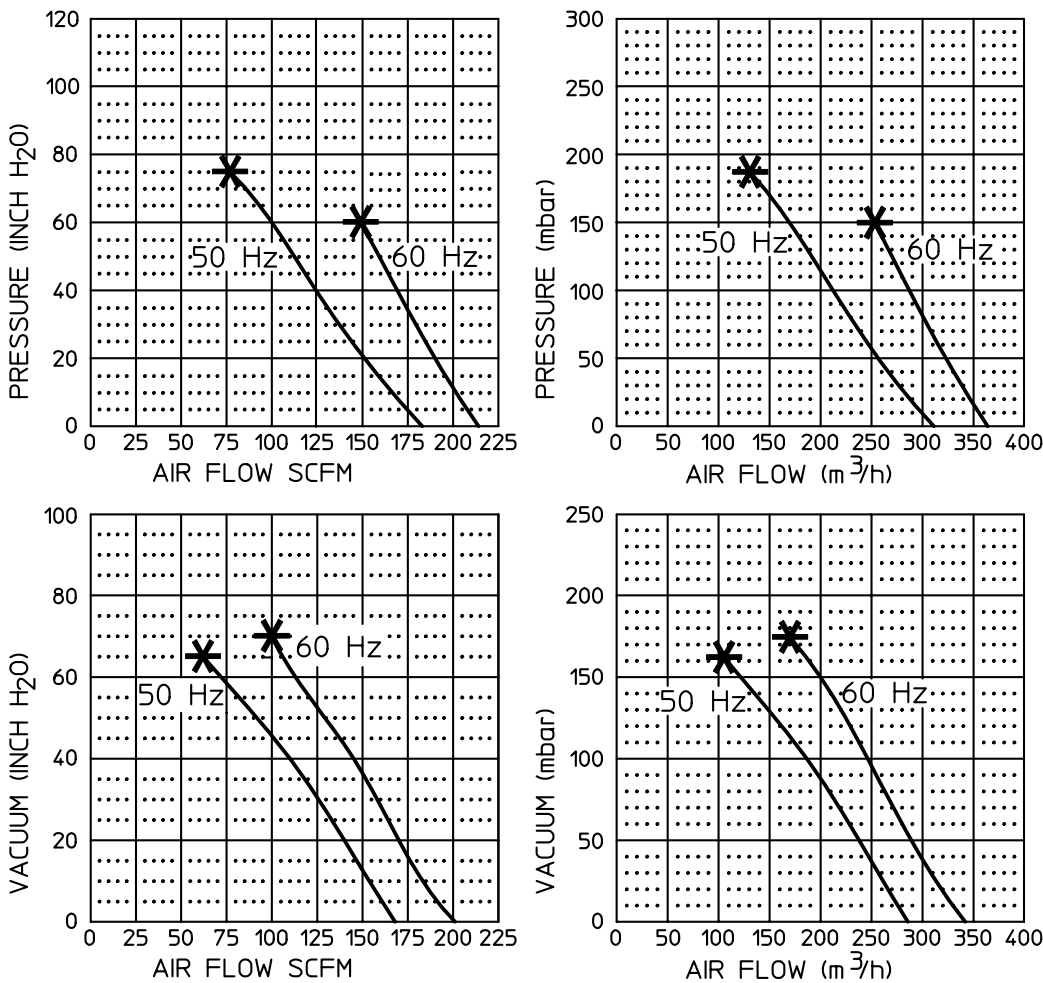 120
100
80
60
40
20
0
PRESSURE (INCH H2O)
50 Hz
60 Hz
0 25 50 75 100 125 150 175 200 225
AIR FLOW SCFM
300
250
200
150
100
50
0
PRESSURE (mbar)
50 Hz
60 Hz
0 50 100 150 200 250 300 350 400
AIR FLOW (m³/h)
100
80
60
40
20
0
VACUUM (INCH H2O)
60 Hz
50 Hz
0 25 50 75 100 125 150 175 200 225
AIR FLOW SCFM
250
200
150
100
50
0
VACUUM (mbar)
60 Hz
50 Hz
0 50 100 150 200 250 300 350 400
AIR FLOW (m³/h)